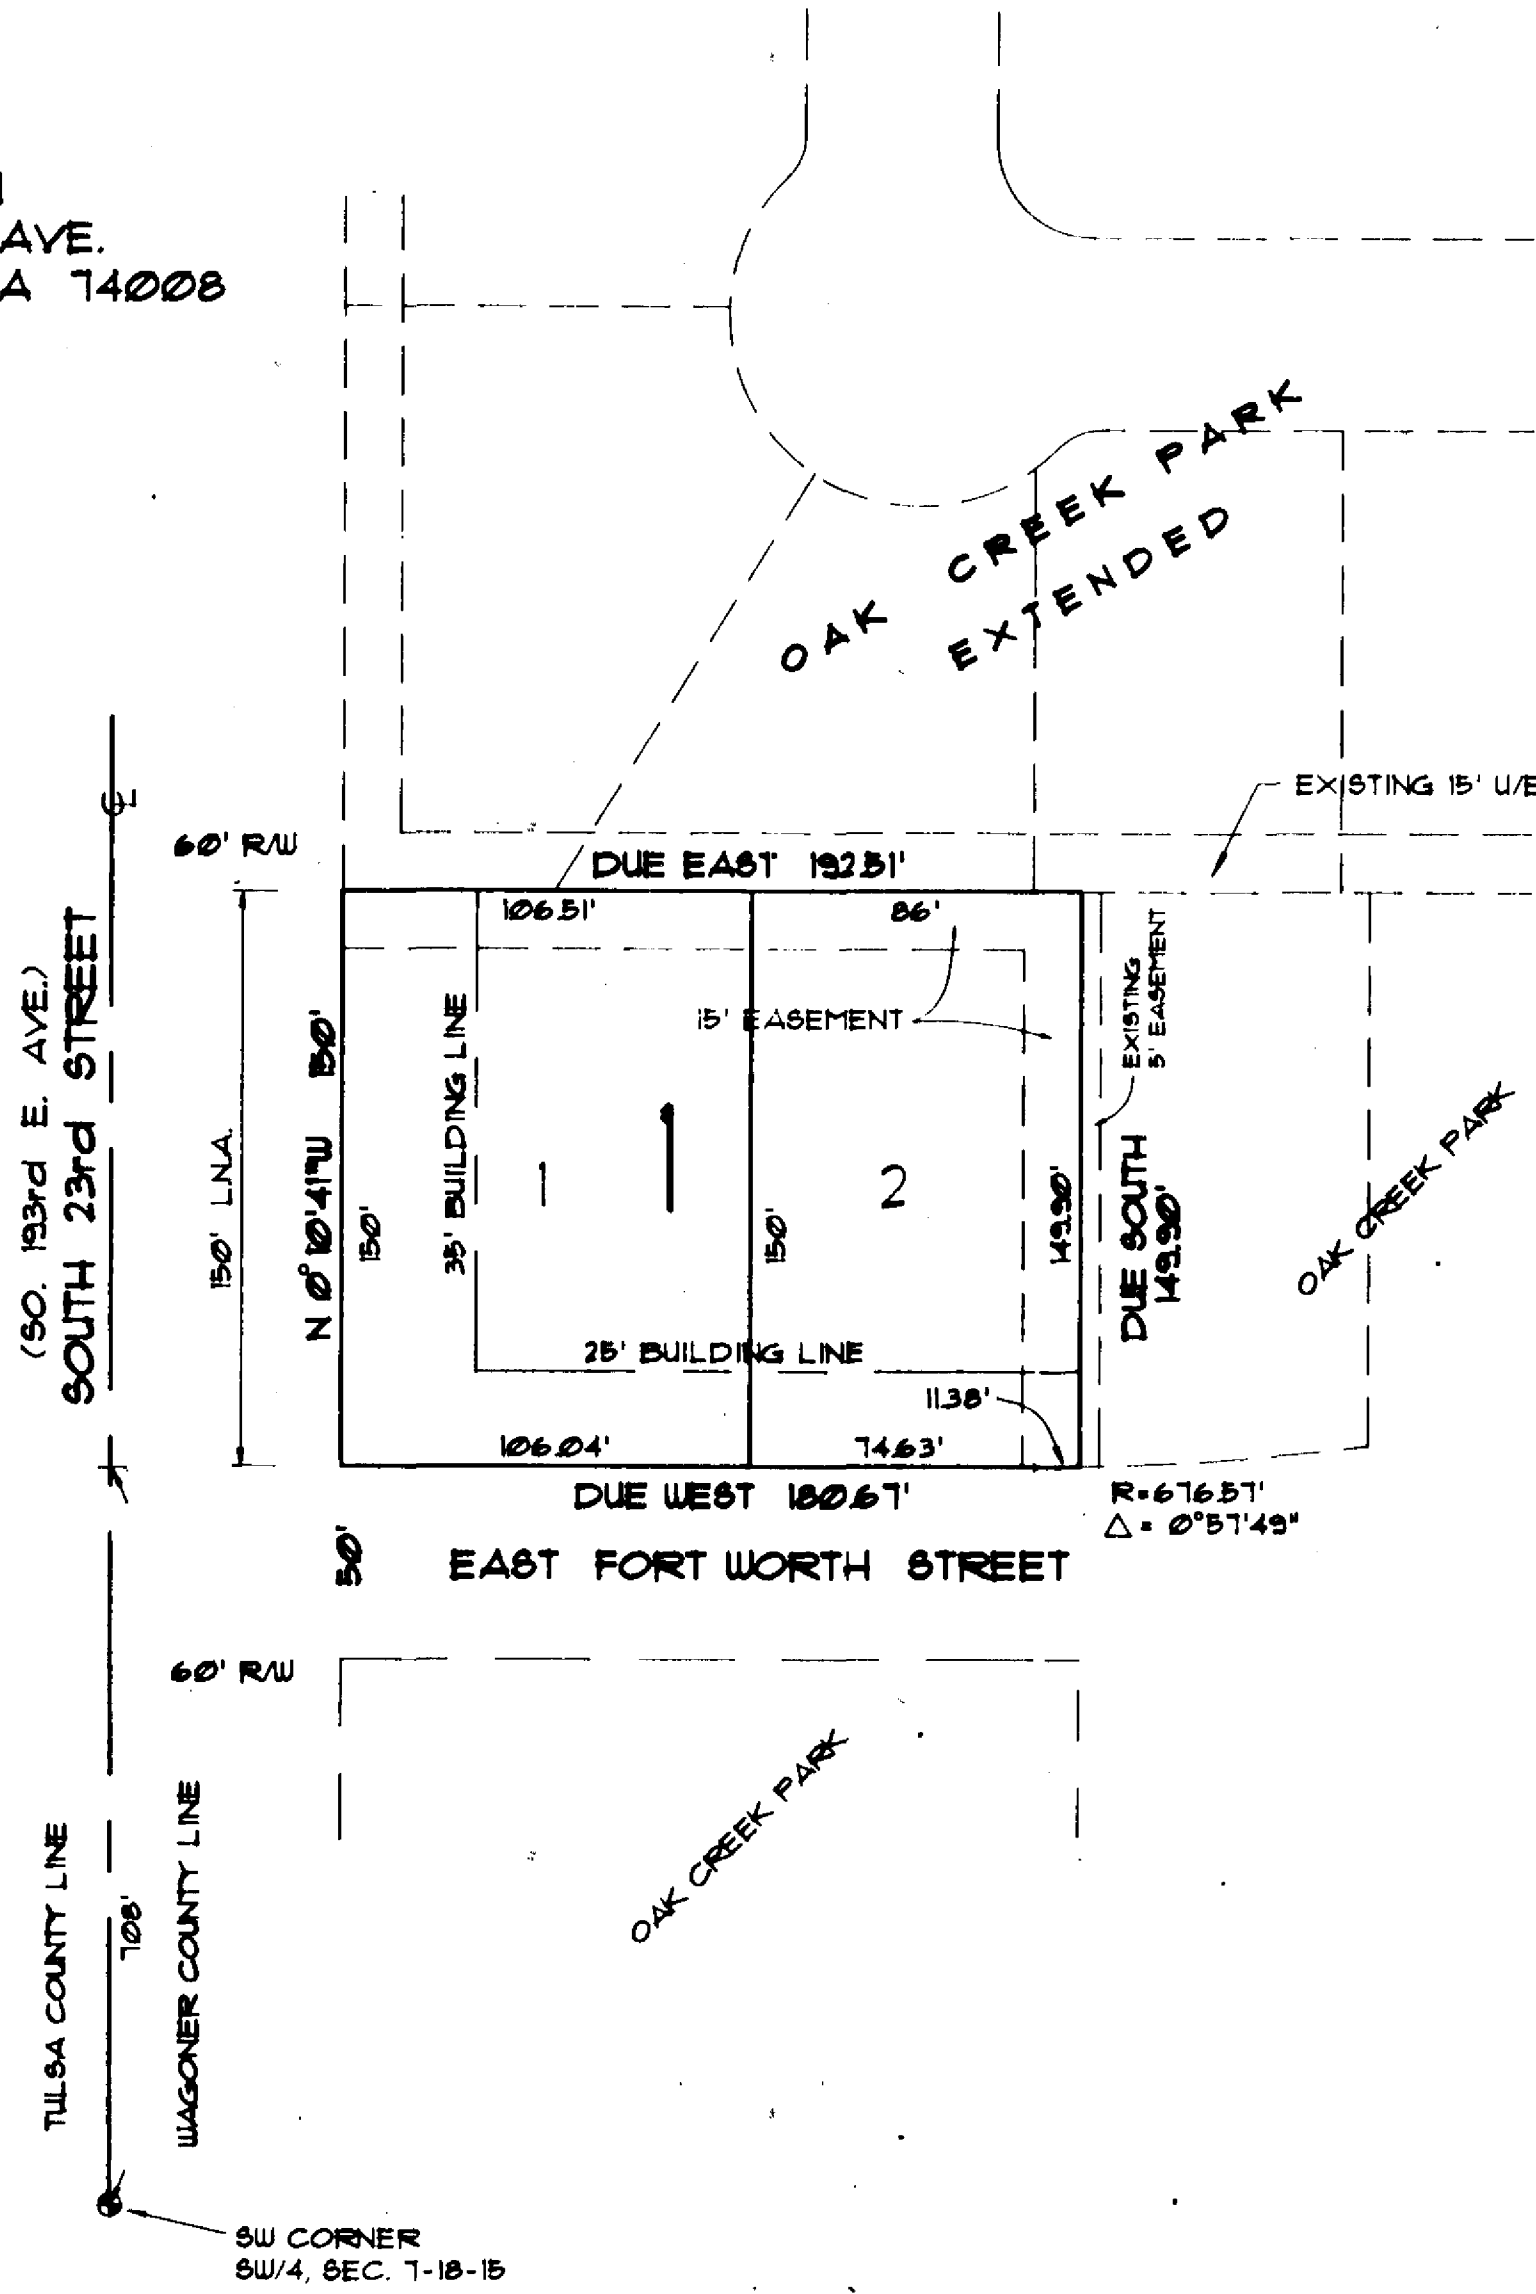 AVE.
A 74008
OAK CREEK PARK
EXTENDED
EXISTING 15' U/E
60' R/W
DUE EAST 192.51'
106.51'
86'
15' EASEMENT
EXISTING
5' EASEMENT
(SO. 193rd E. AVE.)
SOUTH 23rd STREET
150' L.N.A.
N 0°10'41"W 150'
150'
35' BUILDING LINE
1
1
150'
2
149.90'
DUE SOUTH
149.90'
OAK CREEK PARK
25' BUILDING LINE
11.38'
106.04'
74.63'
DUE WEST 180.67'
R=676.57'
Δ = 0°57'49"
50'
EAST FORT WORTH STREET
60' R/W
OAK CREEK PARK
TULSA COUNTY LINE
708'
WAGONER COUNTY LINE
SW CORNER
SW/4, SEC. 7-18-15